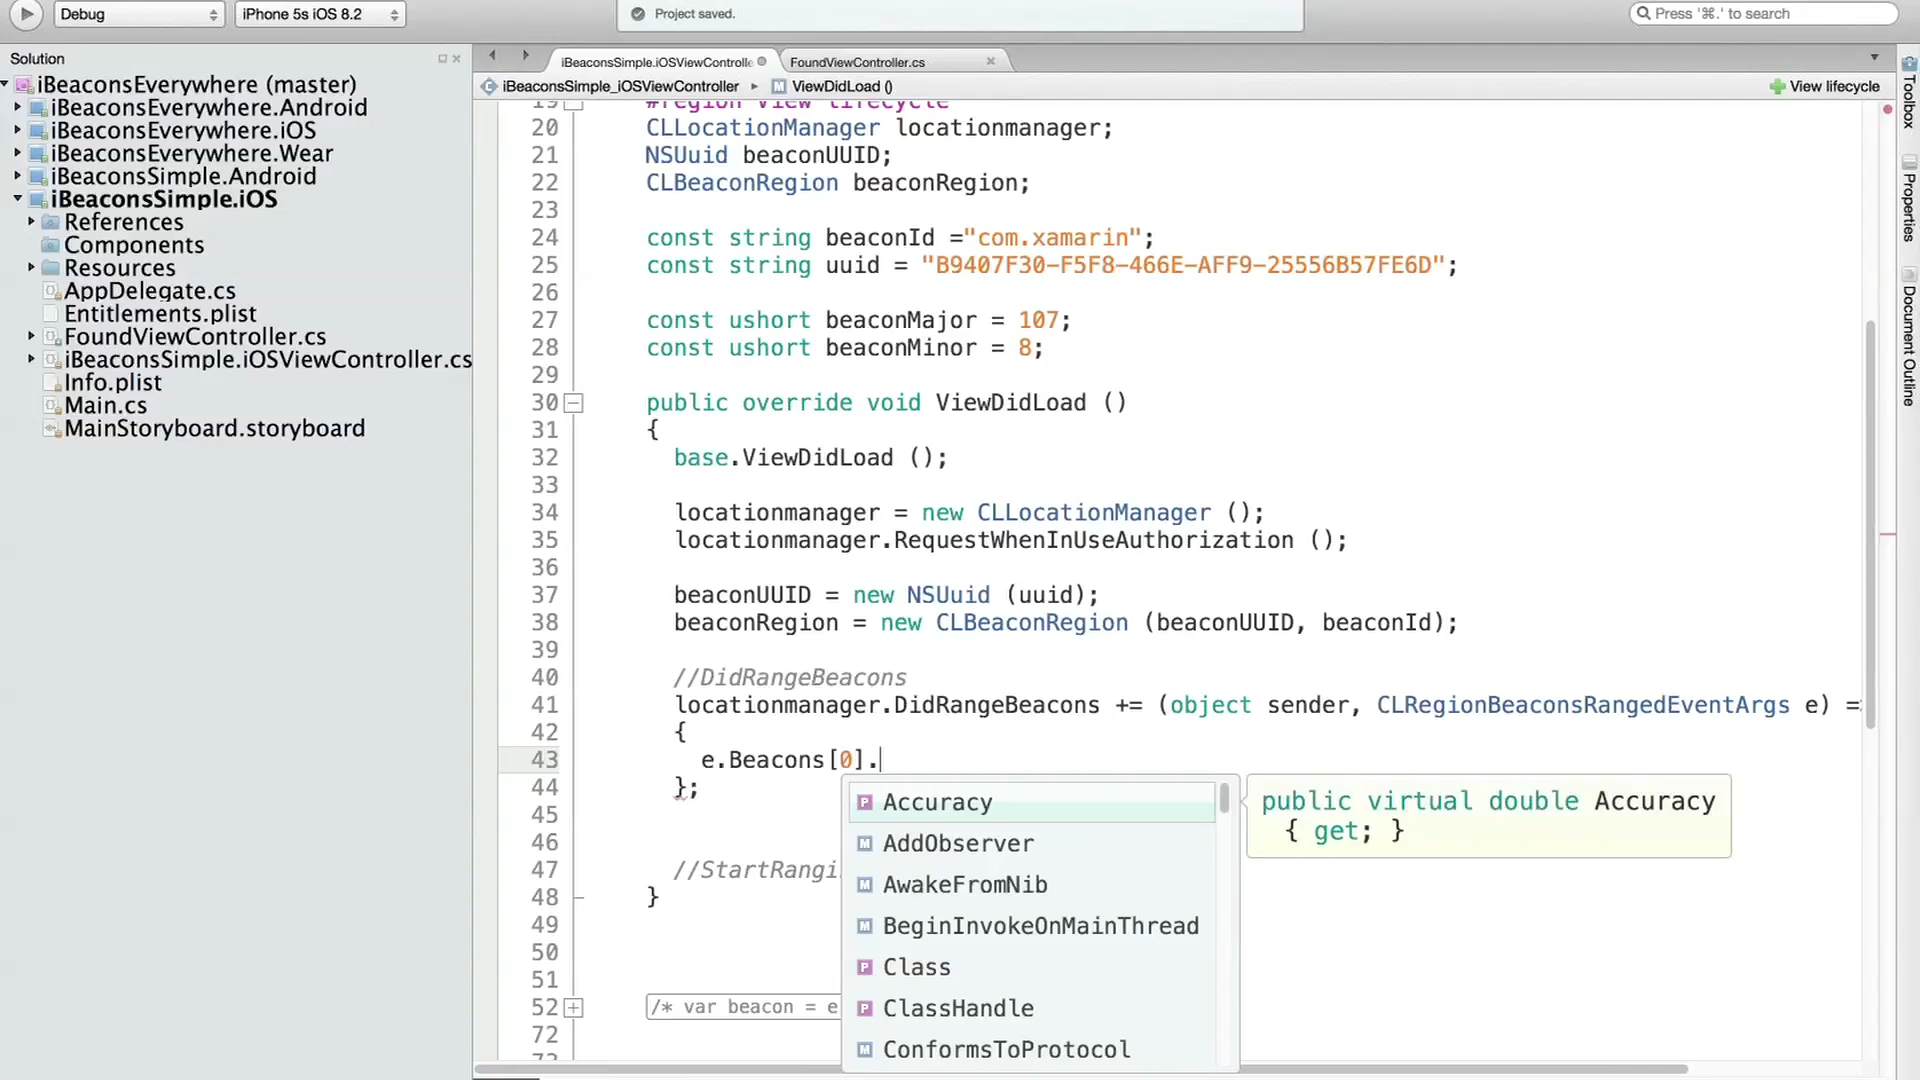 Debug
iPhone 5s iOS 8.2
Project saved.
Press '⌘.' to search
Solution
iBeaconsEverywhere (master)
iBeaconsEverywhere.Android
iBeaconsEverywhere.iOS
iBeaconsEverywhere.Wear
iBeaconsSimple.Android
iBeaconsSimple.iOS
References
Components
Resources
AppDelegate.cs
Entitlements.plist
FoundViewController.cs
iBeaconsSimple.iOSViewController.cs
Info.plist
Main.cs
MainStoryboard.storyboard
iBeaconsSimple.iOSViewControlle
FoundViewController.cs
iBeaconsSimple_iOSViewController
ViewDidLoad ()
View lifecycle
19 #region View lifecycle
20 CLLocationManager locationmanager;
21 NSUuid beaconUUID;
22 CLBeaconRegion beaconRegion;
23
24 const string beaconId ="com.xamarin";
25 const string uuid = "B9407F30-F5F8-466E-AFF9-25556B57FE6D";
26
27 const ushort beaconMajor = 107;
28 const ushort beaconMinor = 8;
29
30 public override void ViewDidLoad ()
31 {
32 base.ViewDidLoad ();
33
34 locationmanager = new CLLocationManager ();
35 locationmanager.RequestWhenInUseAuthorization ();
36
37 beaconUUID = new NSUuid (uuid);
38 beaconRegion = new CLBeaconRegion (beaconUUID, beaconId);
39
40 //DidRangeBeacons
41 locationmanager.DidRangeBeacons += (object sender, CLRegionBeaconsRangedEventArgs e) =
42 {
43 e.Beacons[0].
44 };
45
46
47 //StartRangi
48 }
49
50
51
52 /* var beacon = e
72
Accuracy
AddObserver
AwakeFromNib
BeginInvokeOnMainThread
Class
ClassHandle
ConformsToProtocol
public virtual double Accuracy
{ get; }
Toolbox
Properties
Document Outline